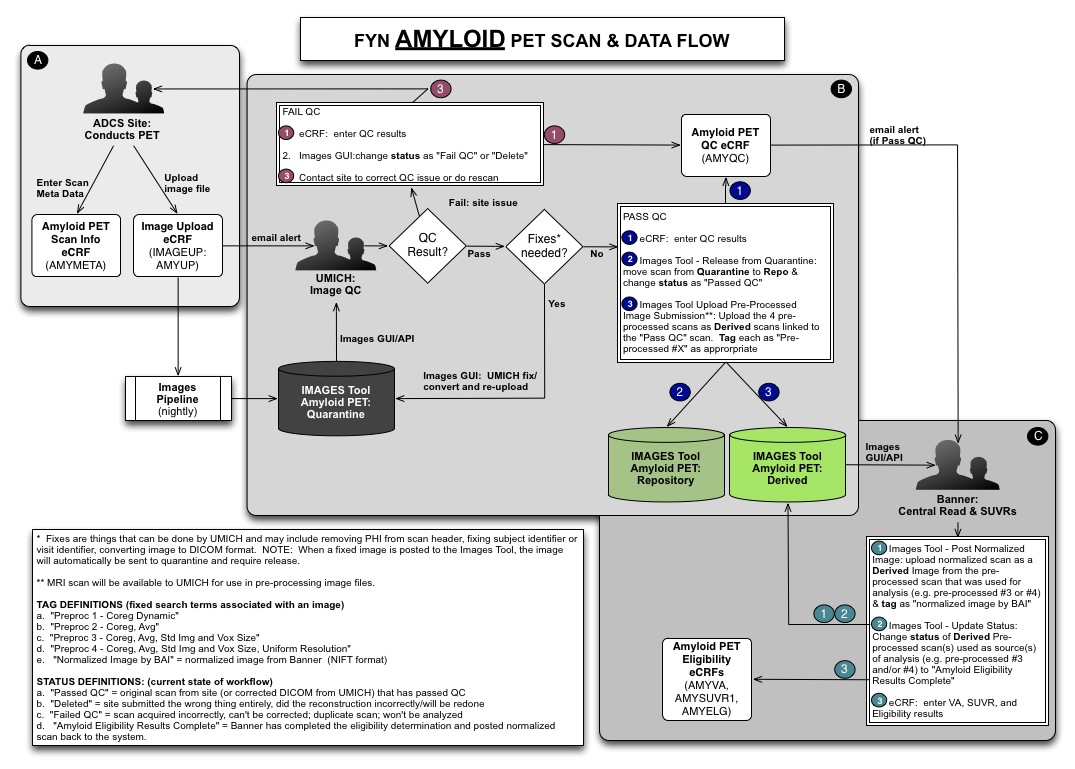 FYN AMYLOID PET SCAN & DATA FLOW
A
ADCS Site:
Conducts PET
Enter Scan
Meta Data
Upload
image file
Amyloid PET
Scan Info
eCRF
(AMYMETA)
Image Upload
eCRF
(IMAGEUP:
AMYUP)
Images
Pipeline
(nightly)
B
3
FAIL QC
1 eCRF: enter QC results
2. Images GUI:change status as "Fail QC" or "Delete"
3 Contact site to correct QC issue or do rescan
1
Amyloid PET
QC eCRF
(AMYQC)
email alert
(if Pass QC)
1
Fail: site issue
email alert
UMICH:
Image QC
QC
Result?
Pass
Fixes*
needed?
No
Yes
PASS QC
1 eCRF: enter QC results
2 Images Tool - Release from Quarantine:
move scan from Quarantine to Repo &
change status as "Passed QC"
3 Images Tool Upload Pre-Processed
Image Submission**: Upload the 4 pre-
processed scans as Derived scans linked to
the "Pass QC" scan. Tag each as "Pre-
processed #X" as appropriate
Images GUI/API
Images GUI: UMICH fix/
convert and re-upload
IMAGES Tool
Amyloid PET:
Quarantine
2
3
IMAGES Tool
Amyloid PET:
Repository
IMAGES Tool
Amyloid PET:
Derived
Images
GUI/API
C
Banner:
Central Read & SUVRs
1 Images Tool - Post Normalized
Image: upload normalized scan as a
Derived Image from the pre-
processed scan that was used for
analysis (e.g. pre-processed #3 or #4)
& tag as "normalized image by BAI"
2 Images Tool - Update Status:
Change status of Derived Pre-
processed scan(s) used as source(s)
of analysis (e.g. pre-processed #3
and/or #4) to "Amyloid Eligibility
Results Complete"
3 eCRF: enter VA, SUVR, and
Eligibility results
1 2
3
Amyloid PET
Eligibility
eCRFs
(AMYVA,
AMYSUVR1,
AMYELG)
* Fixes are things that can be done by UMICH and may include removing PHI from scan header, fixing subject identifier or
visit identifier, converting image to DICOM format. NOTE: When a fixed image is posted to the Images Tool, the image
will automatically be sent to quarantine and require release.
** MRI scan will be available to UMICH for use in pre-processing image files.
TAG DEFINITIONS (fixed search terms associated with an image)
a. "Preproc 1 - Coreg Dynamic"
b. "Preproc 2 - Coreg, Avg"
c. "Preproc 3 - Coreg, Avg, Std Img and Vox Size"
d. "Preproc 4 - Coreg, Avg, Std Img and Vox Size, Uniform Resolution"
e. "Normalized Image by BAI" = normalized image from Banner (NIFT format)
STATUS DEFINITIONS: (current state of workflow)
a. "Passed QC" = original scan from site (or corrected DICOM from UMICH) that has passed QC
b. "Deleted" = site submitted the wrong thing entirely, did the reconstruction incorrectly/will be redone
c. "Failed QC" = scan acquired incorrectly, can't be corrected; duplicate scan; won't be analyzed
d. "Amyloid Eligibility Results Complete" = Banner has completed the eligibility determination and posted normalized
scan back to the system.